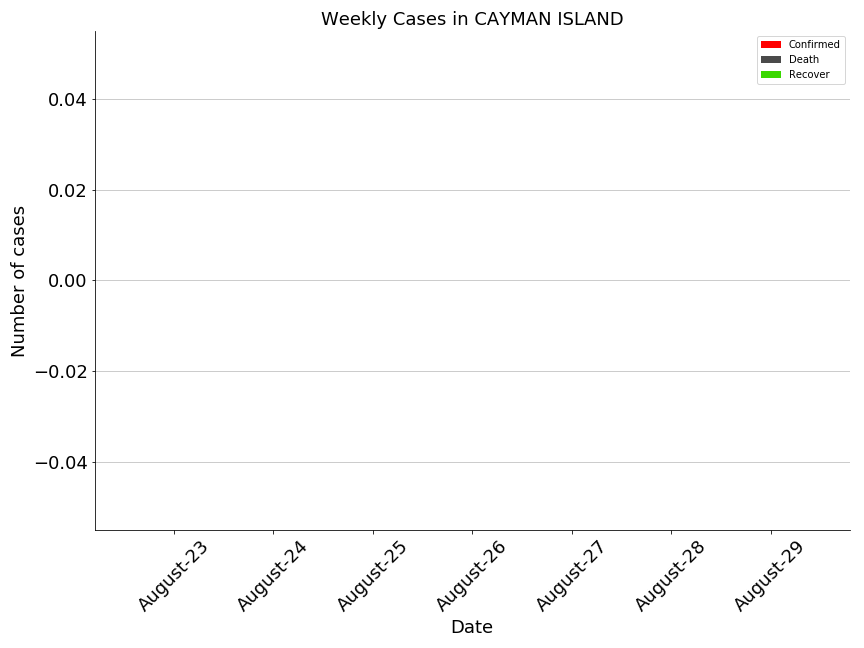 Weekly Cases in CAYMAN ISLAND
Confirmed
Death
Recover
Number of cases
0.04
0.02
0.00
−0.02
−0.04
August-23
August-24
August-25
August-26
August-27
August-28
August-29
Date